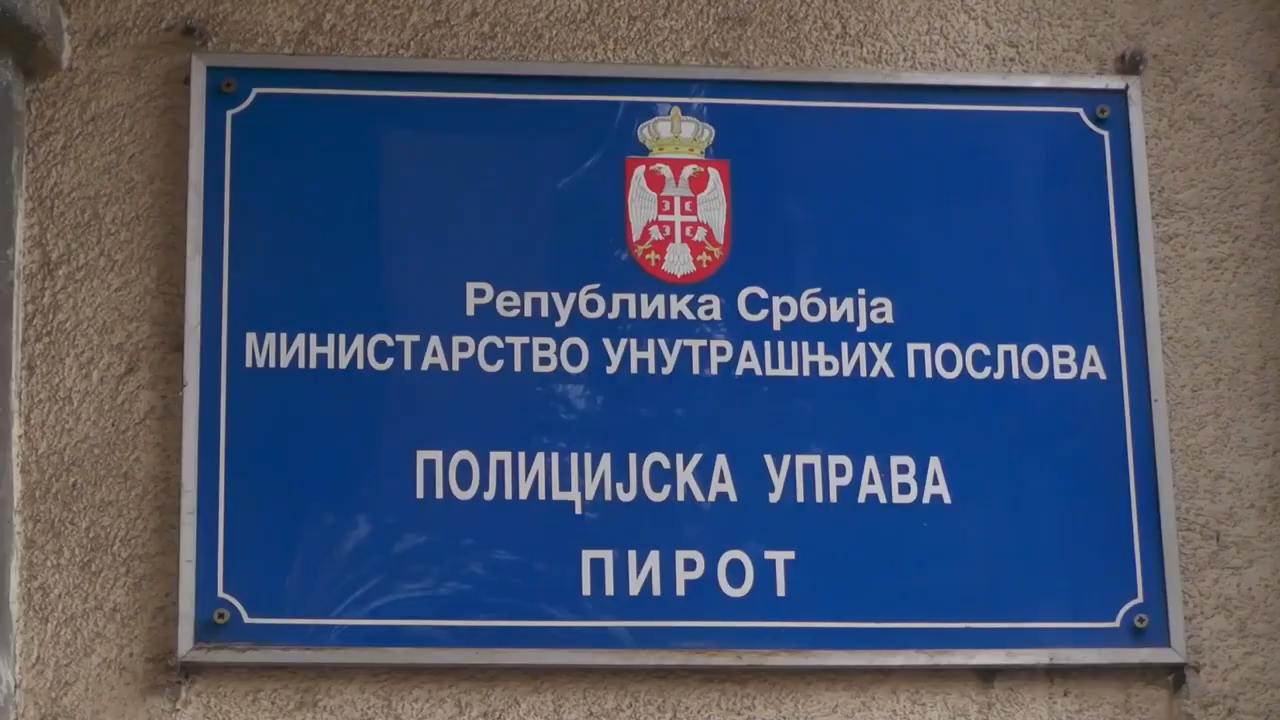 Република Србија
МИНИСТАРСТВО УНУТРАШЊИХ ПОСЛОВА
ПОЛИЦИЈСКА УПРАВА
ПИРОТ